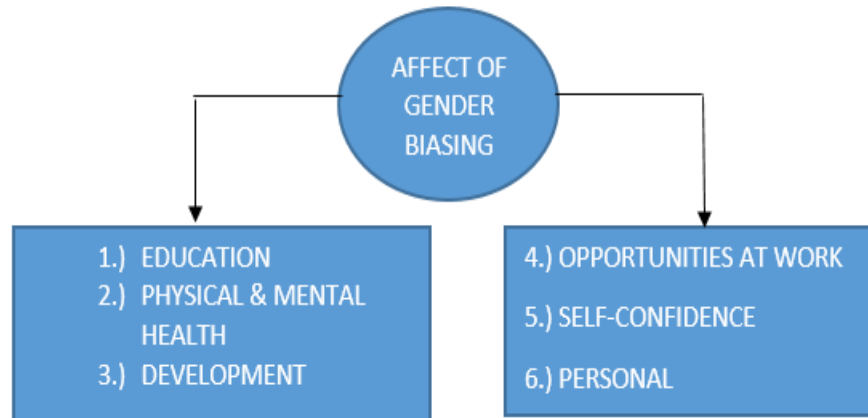 AFFECT OF
GENDER
BIASING
1.) EDUCATION
2.) PHYSICAL & MENTAL
HEALTH
3.) DEVELOPMENT
4.) OPPORTUNITIES AT WORK
5.) SELF-CONFIDENCE
6.) PERSONAL